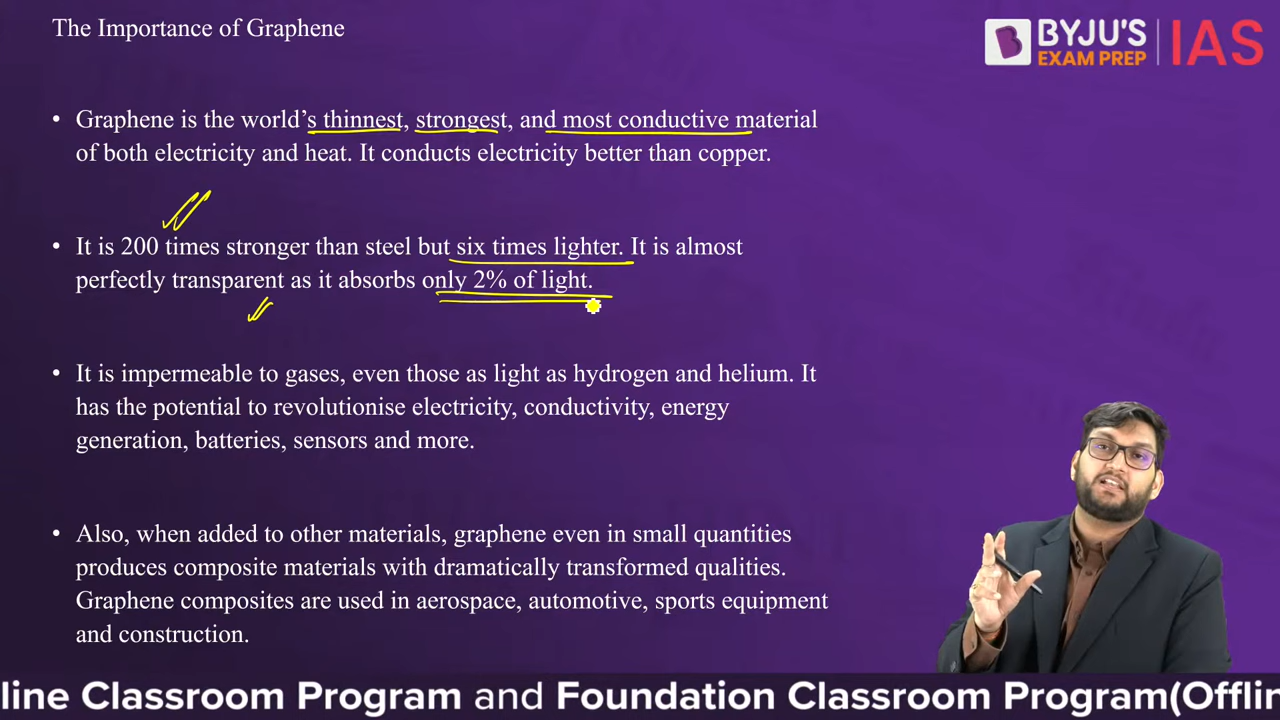 The Importance of Graphene
BYJU'S
EXAM PREP
IAS
• Graphene is the world's thinnest, strongest, and most conductive material
of both electricity and heat. It conducts electricity better than copper.
• It is 200 times stronger than steel but six times lighter. It is almost
perfectly transparent as it absorbs only 2% of light.
• It is impermeable to gases, even those as light as hydrogen and helium. It
has the potential to revolutionise electricity, conductivity, energy
generation, batteries, sensors and more.
• Also, when added to other materials, graphene even in small quantities
produces composite materials with dramatically transformed qualities.
Graphene composites are used in aerospace, automotive, sports equipment
and construction.
line Classroom Program and Foundation Classroom Program(Offlin